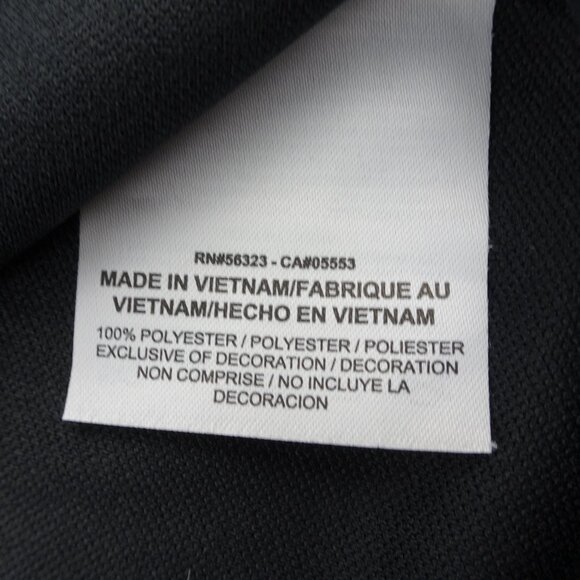 RN#56323 - CA#05553
MADE IN VIETNAM/FABRIQUE AU
VIETNAM/HECHO EN VIETNAM
100% POLYESTER / POLYESTER / POLIESTER
EXCLUSIVE OF DECORATION / DECORATION
NON COMPRISE / NO INCLUYE LA
DECORACION